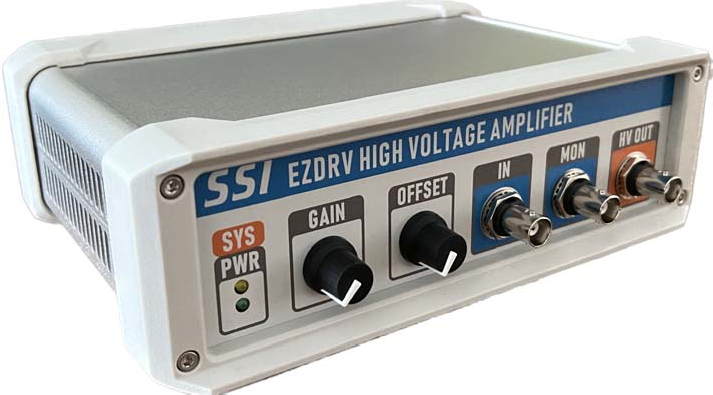 SSI EZDRV HIGH VOLTAGE AMPLIFIER
SYS
PWR
GAIN
OFFSET
IN
MON
HV OUT